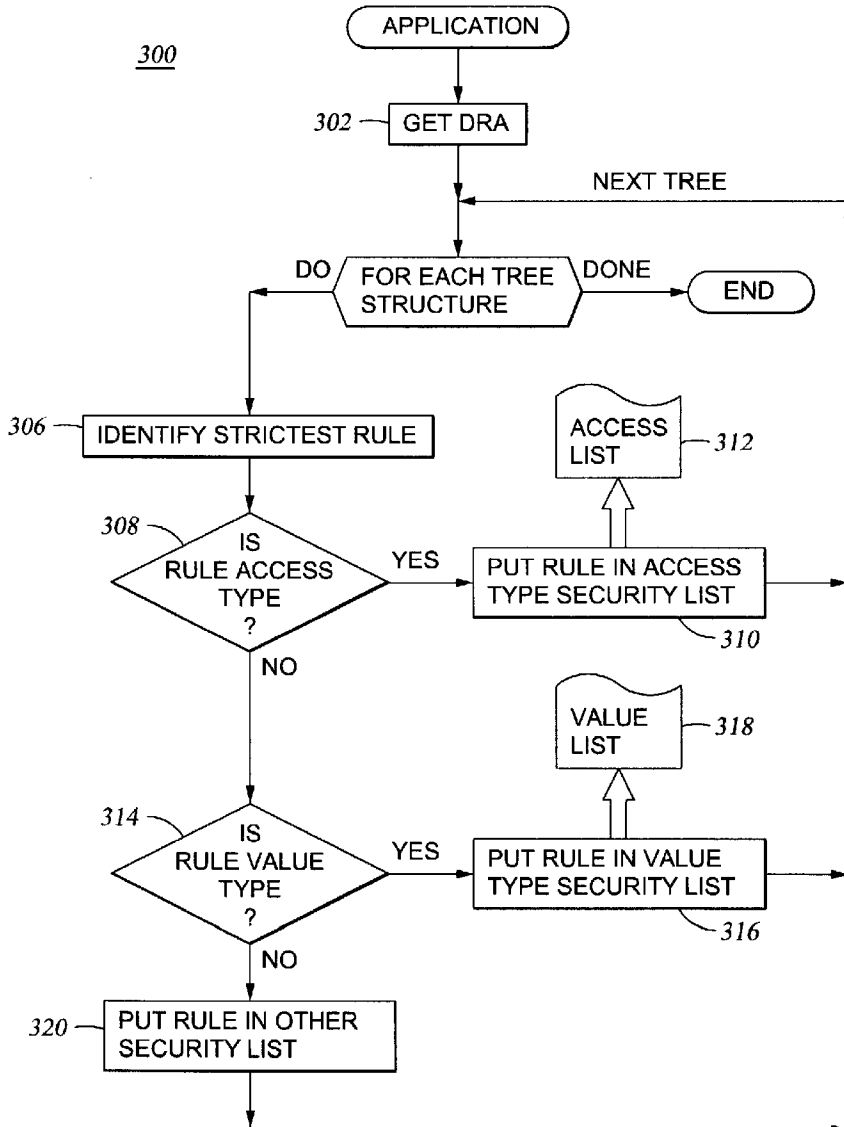 300
APPLICATION
302
GET DRA
NEXT TREE
DO
FOR EACH TREE
STRUCTURE
DONE
END
306
IDENTIFY STRICTEST RULE
ACCESS
LIST
312
308
IS
RULE ACCESS
TYPE
?
YES
PUT RULE IN ACCESS
TYPE SECURITY LIST
310
NO
VALUE
LIST
318
314
IS
RULE VALUE
TYPE
?
YES
PUT RULE IN VALUE
TYPE SECURITY LIST
316
NO
320
PUT RULE IN OTHER
SECURITY LIST